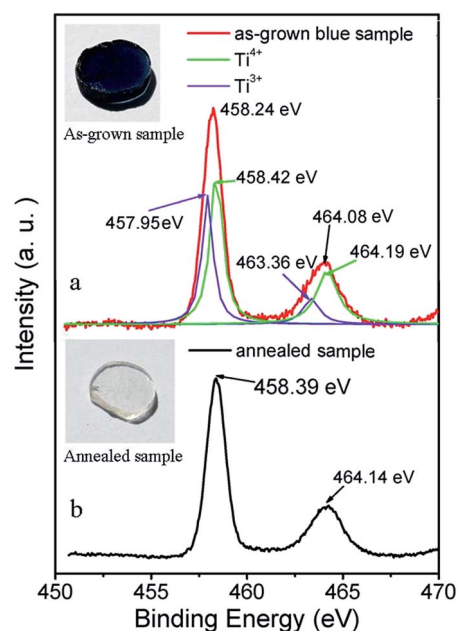 as-grown blue sample
Ti4+
Ti3+
As-grown sample
458.24 eV
458.42 eV
457.95eV
464.08 eV
463.36 eV
464.19 eV
a
annealed sample
458.39 eV
Annealed sample
464.14 eV
b
Intensity (a. u. )
450 455 460 465 470
Binding Energy (eV)